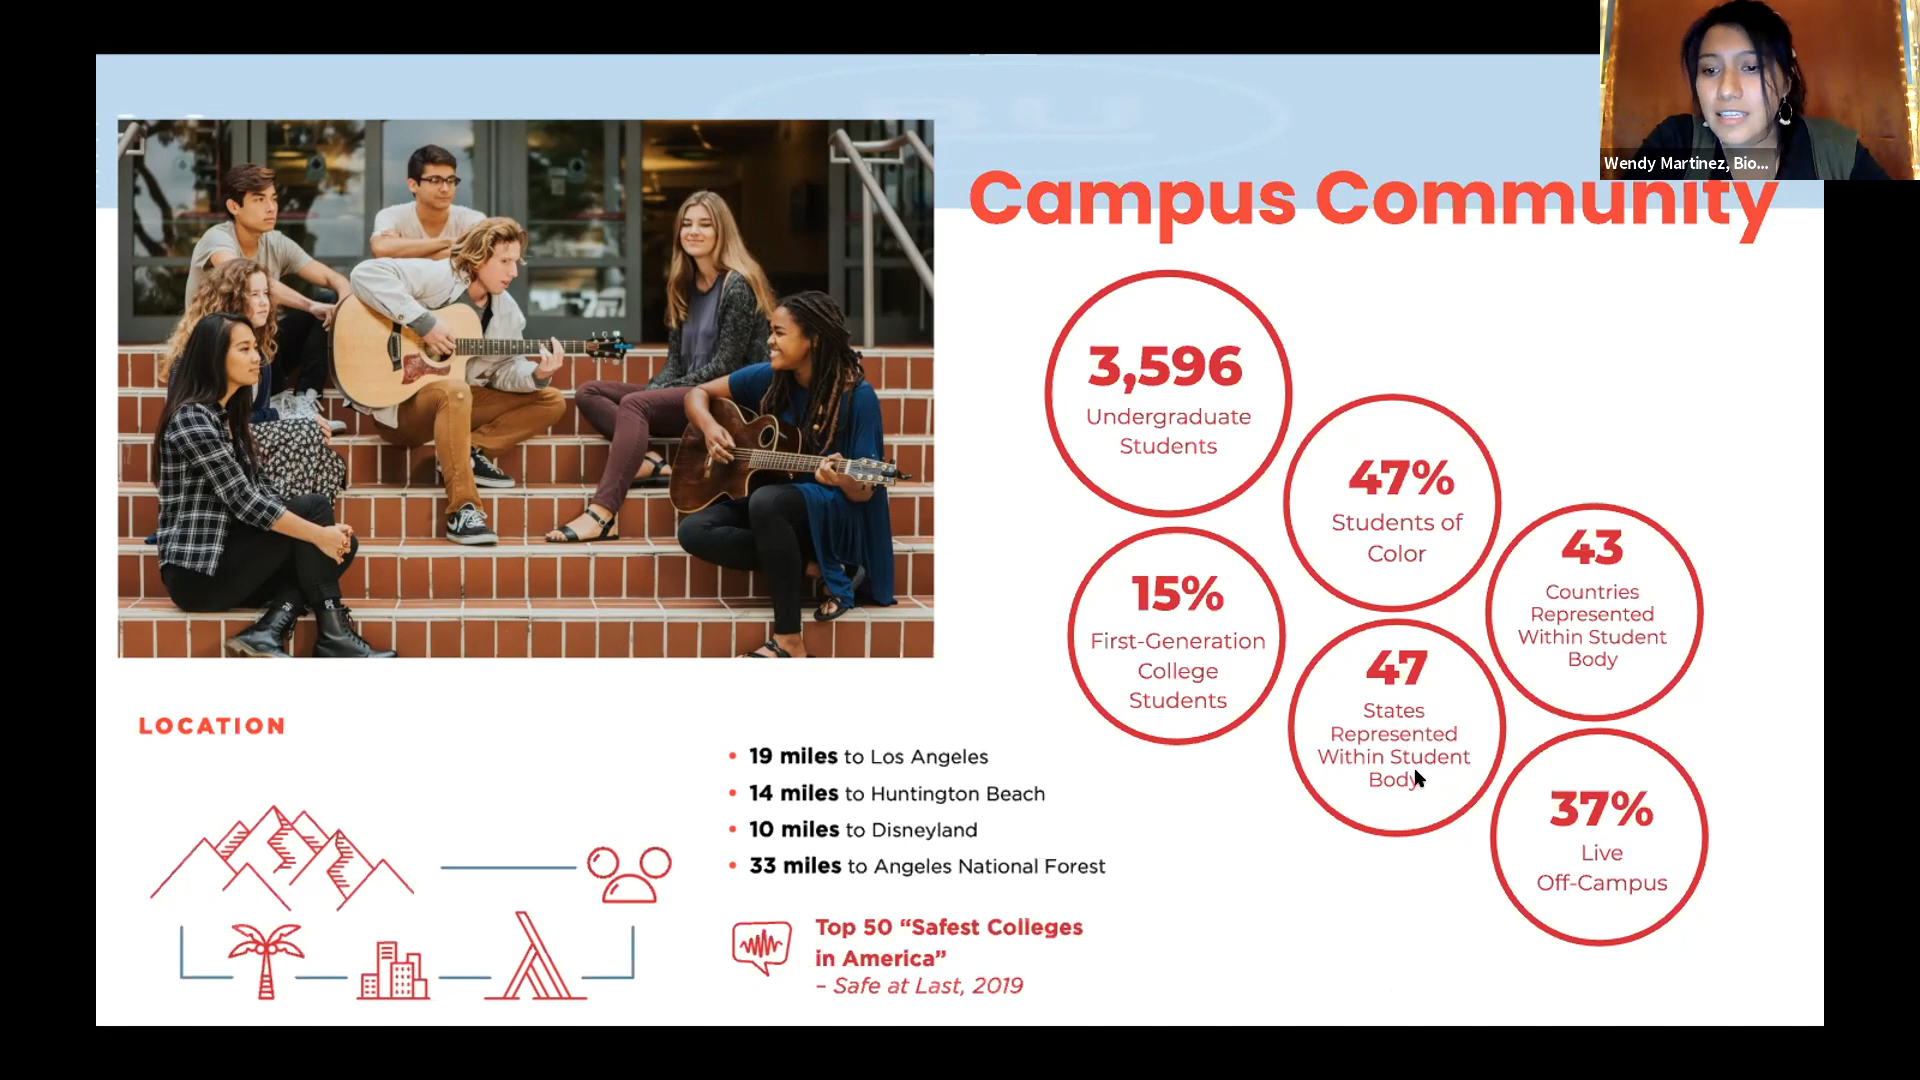 Wendy Martinez, Bio...
Campus Community
3,596
Undergraduate
Students
47%
Students of
Color
43
Countries
Represented
Within Student
Body
15%
First-Generation
College
Students
47
States
Represented
Within Student
Body
37%
Live
Off-Campus
LOCATION
• 19 miles to Los Angeles
• 14 miles to Huntington Beach
• 10 miles to Disneyland
• 33 miles to Angeles National Forest
Top 50 “Safest Colleges
in America”
– Safe at Last, 2019